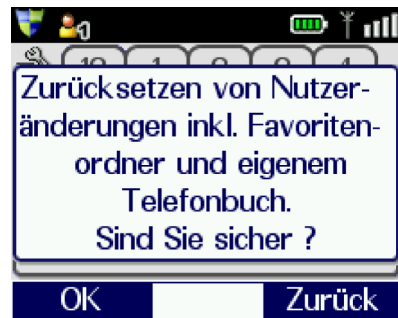 Zurücksetzen von Nutzer-
änderungen inkl. Favoriten-
ordner und eigenem
Telefonbuch.
Sind Sie sicher ?
OK Zurück